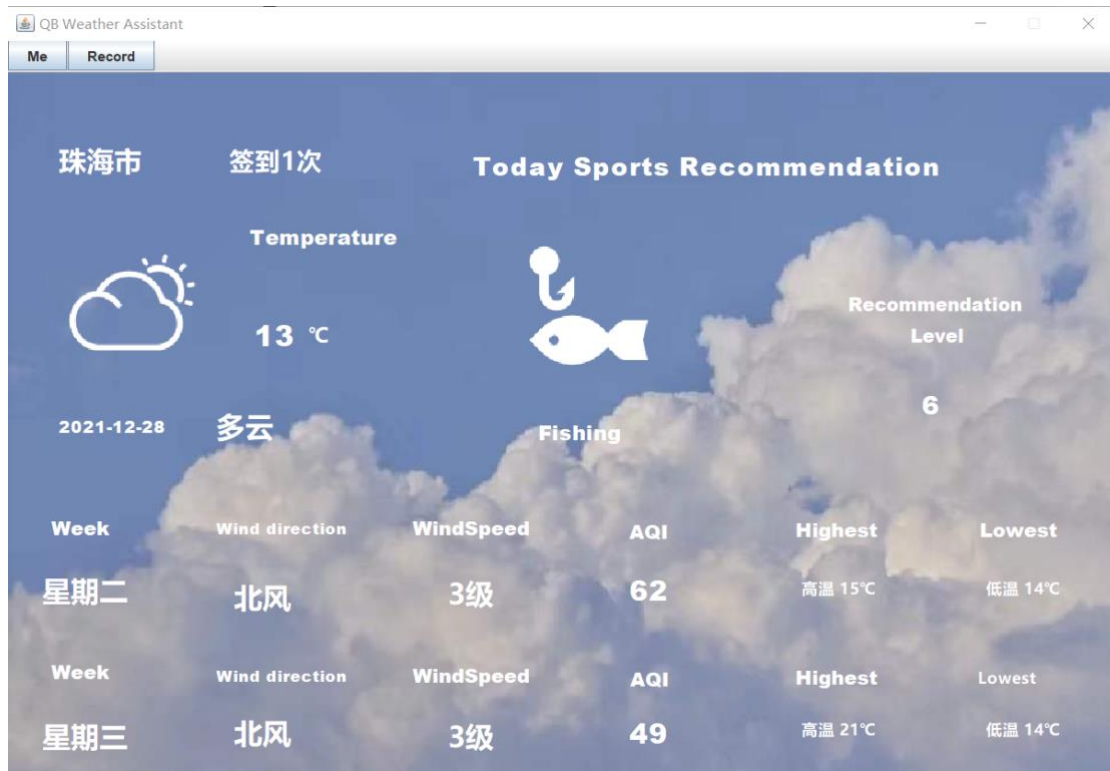 QB Weather Assistant
Me Record
珠海市 签到1次 Today Sports Recommendation
Temperature
Recommendation
Level
13 ℃
6
2021-12-28 多云 Fishing
Week Wind direction WindSpeed AQI Highest Lowest
星期二 北风 3级 62 高温 15℃ 低温 14℃
Week Wind direction WindSpeed AQI Highest Lowest
星期三 北风 3级 49 高温 21℃ 低温 14℃